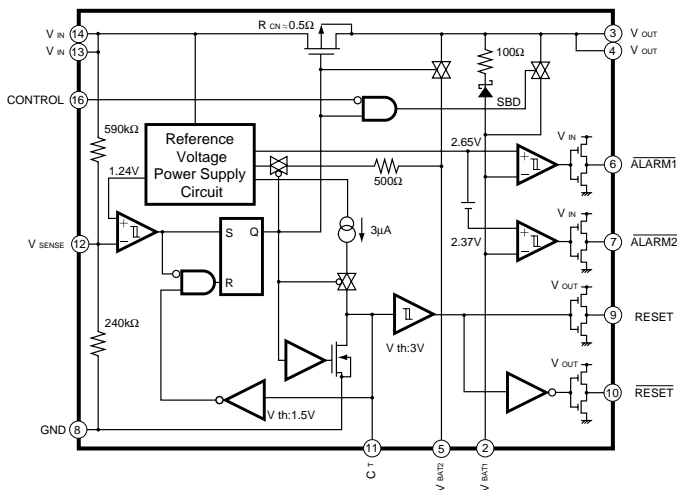 R CN ≈0.5Ω
V IN 14
3 V OUT
V IN 13
4 V OUT
100Ω
CONTROL 16
SBD
590kΩ
Reference
Voltage
Power Supply
Circuit
2.65V
V IN
1.24V
+
−
6 ALARM1
500Ω
V IN
3μA
+
−
S Q
V SENSE 12
+
−
2.37V
7 ALARM2
R
V OUT
240kΩ
9 RESET
V th:3V
V OUT
10 RESET
V th:1.5V
GND 8
11
5
2
C T
V BAT2
V BAT1